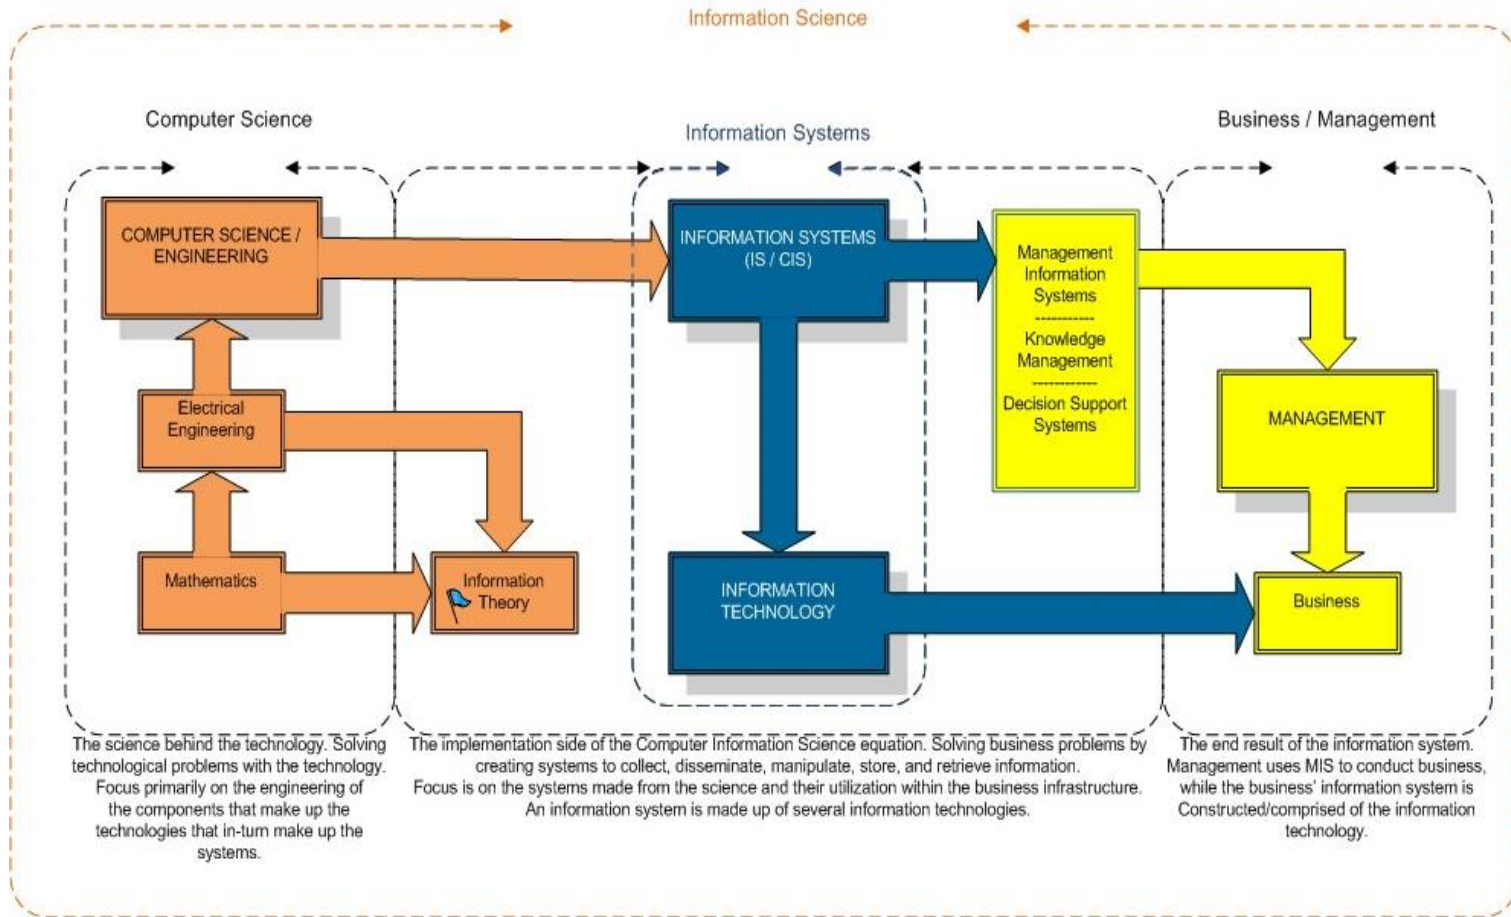 Information Science
Computer Science
Information Systems
Business / Management
COMPUTER SCIENCE /
ENGINEERING
INFORMATION SYSTEMS
(IS / CIS)
Management
Information
Systems
-----------
Knowledge
Management
------------
Decision Support
Systems
Electrical
Engineering
MANAGEMENT
Mathematics
Information
Theory
INFORMATION
TECHNOLOGY
Business
The science behind the technology. Solving
technological problems with the technology.
Focus primarily on the engineering of
the components that make up the
technologies that in-turn make up the
systems.
The implementation side of the Computer Information Science equation. Solving business problems by
creating systems to collect, disseminate, manipulate, store, and retrieve information.
Focus is on the systems made from the science and their utilization within the business infrastructure.
An information system is made up of several information technologies.
The end result of the information system.
Management uses MIS to conduct business,
while the business' information system is
Constructed/comprised of the information
technology.